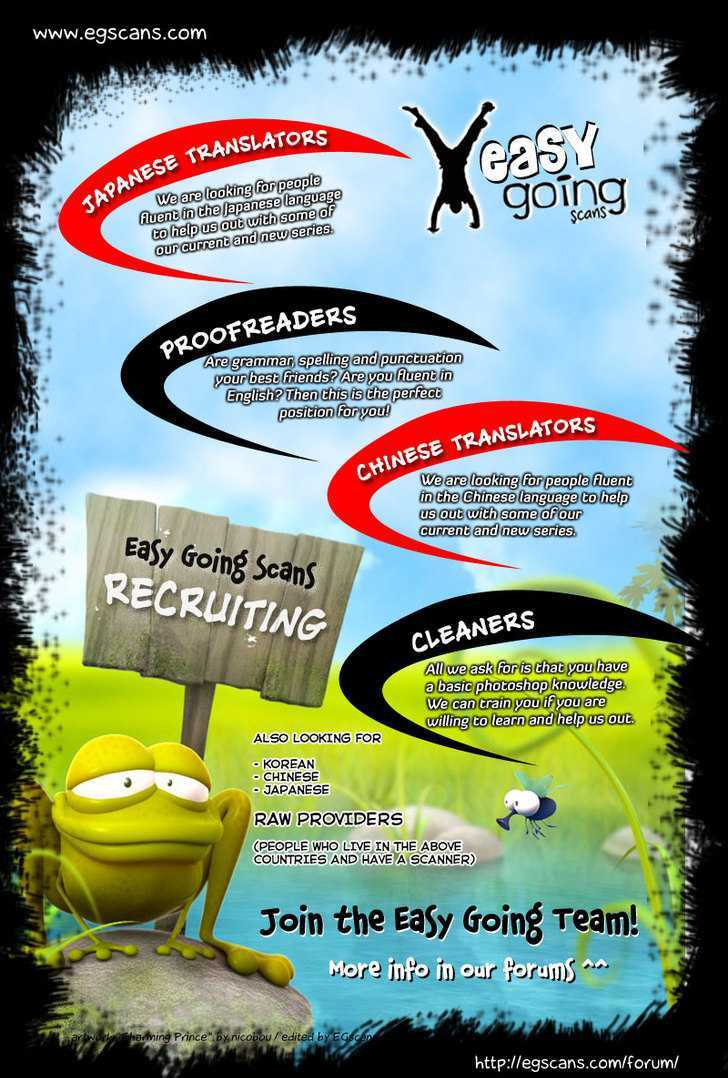 www.egscans.com
easy
going
scans
JAPANESE TRANSLATORS
We are looking for people
fluent in the Japanese language
to help us out with some of
our current and new series.
PROOFREADERS
Are grammar, spelling and punctuation
your best friends? Are you fluent in
English? Then this is the perfect
position for you!
CHINESE TRANSLATORS
We are looking for people fluent
in the Chinese language to help
us out with some of our
current and new series.
Easy Going Scans
RECRUITING
CLEANERS
All we ask for is that you have
a basic photoshop knowledge.
We can train you if you are
willing to learn and help us out.
ALSO LOOKING FOR
- KOREAN
- CHINESE
- JAPANESE
RAW PROVIDERS
(PEOPLE WHO LIVE IN THE ABOVE
COUNTRIES AND HAVE A SCANNER)
Join the Easy Going Team!
More info in our forums ^^
artwork "Charming Prince" by nicobou / edited by EGscans
http://egscans.com/forum/